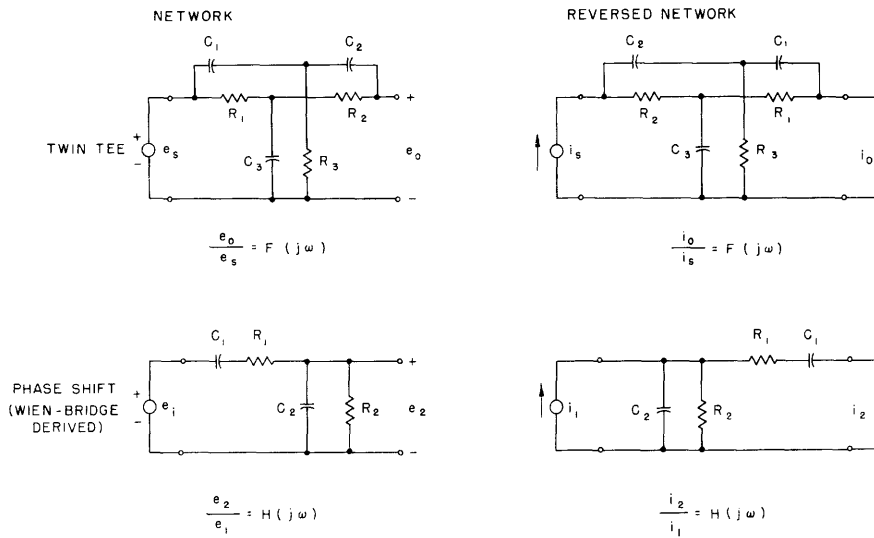 NETWORK
REVERSED NETWORK
C₁
C₂
C₂
C₁
R₁
R₂
R₂
R₁
TWIN TEE
+
-
eₛ
C₃
R₃
+
e₀
-
iₛ
C₃
R₃
i₀
e₀/eₛ = F (jω)
i₀/iₛ = F (jω)
C₁
R₁
R₁
C₁
PHASE SHIFT
(WIEN-BRIDGE
DERIVED)
+
-
eᵢ
C₂
R₂
+
e₂
-
i₁
C₂
R₂
i₂
e₂/e₁ = H (jω)
i₂/i₁ = H (jω)